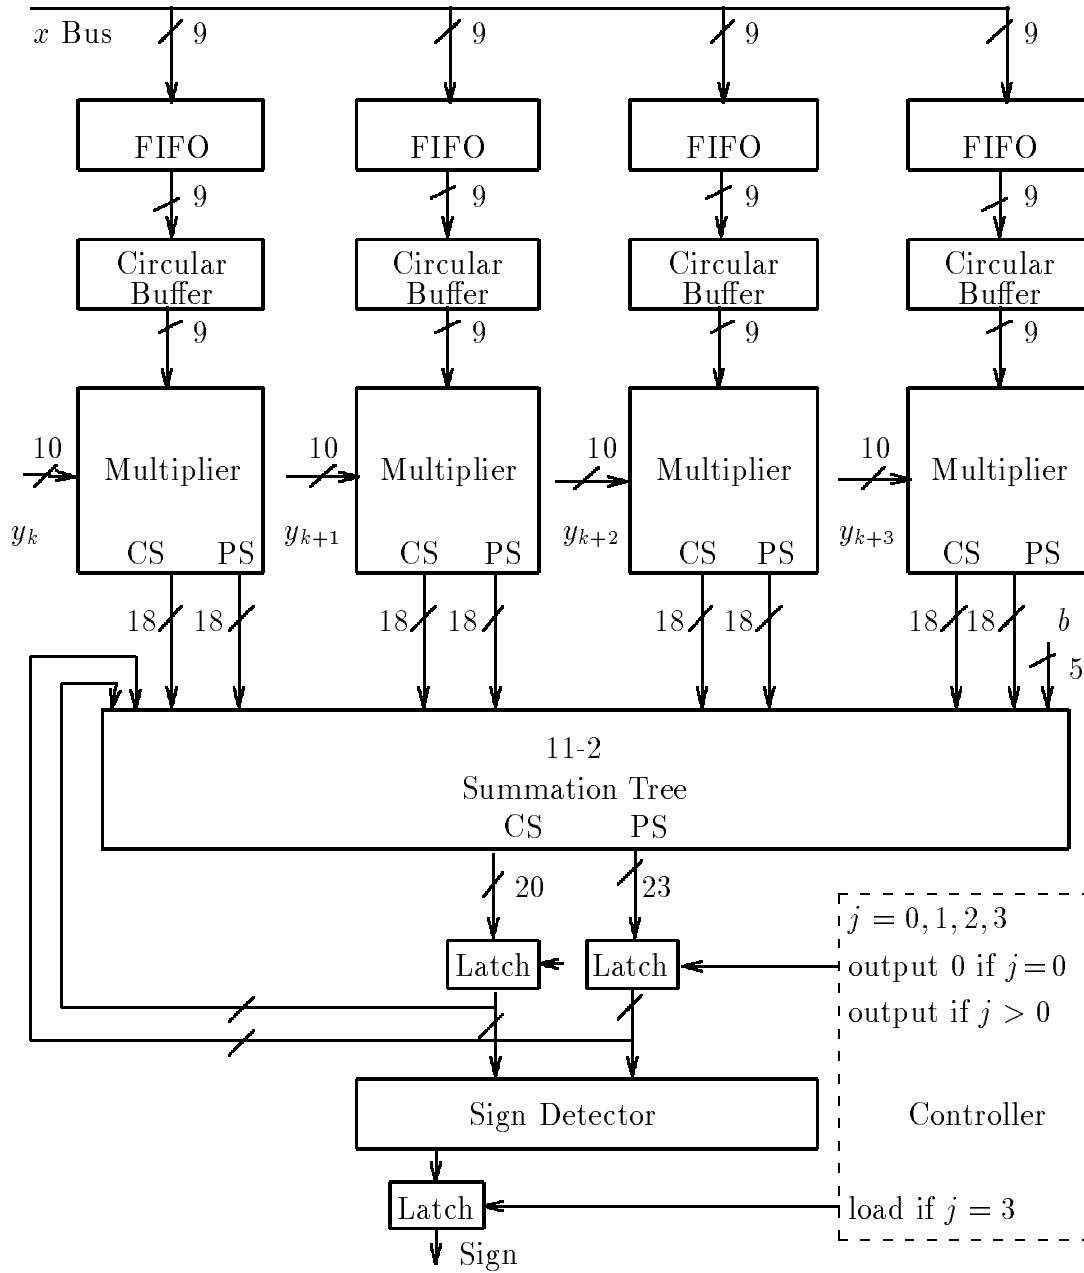 x Bus 9 9 9 9
FIFO FIFO FIFO FIFO
9 9 9 9
Circular Circular Circular Circular
Buffer Buffer Buffer Buffer
9 9 9 9
10 10 10 10
Multiplier Multiplier Multiplier Multiplier
y_k y_{k+1} y_{k+2} y_{k+3}
CS PS CS PS CS PS CS PS
18 18 18 18 18 18 18 18 b
5
11-2
Summation Tree
CS PS
20 23
j = 0, 1, 2, 3
Latch Latch output 0 if j=0
output if j > 0
Sign Detector Controller
Latch load if j = 3
Sign